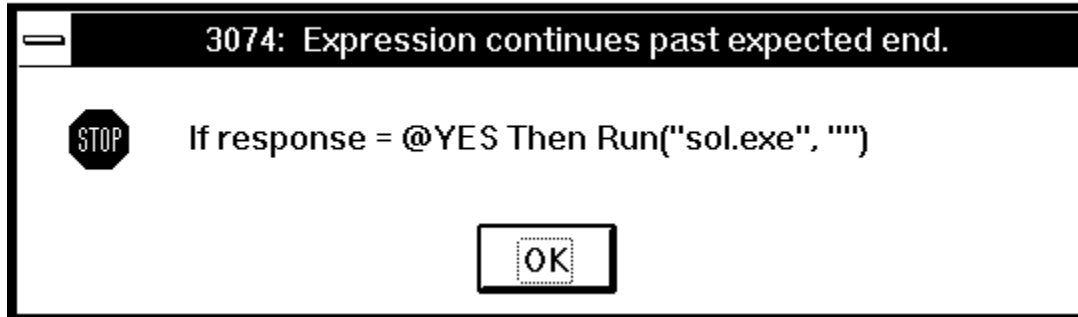 3074: Expression continues past expected end.
STOP
If response = @YES Then Run("sol.exe", "")
OK